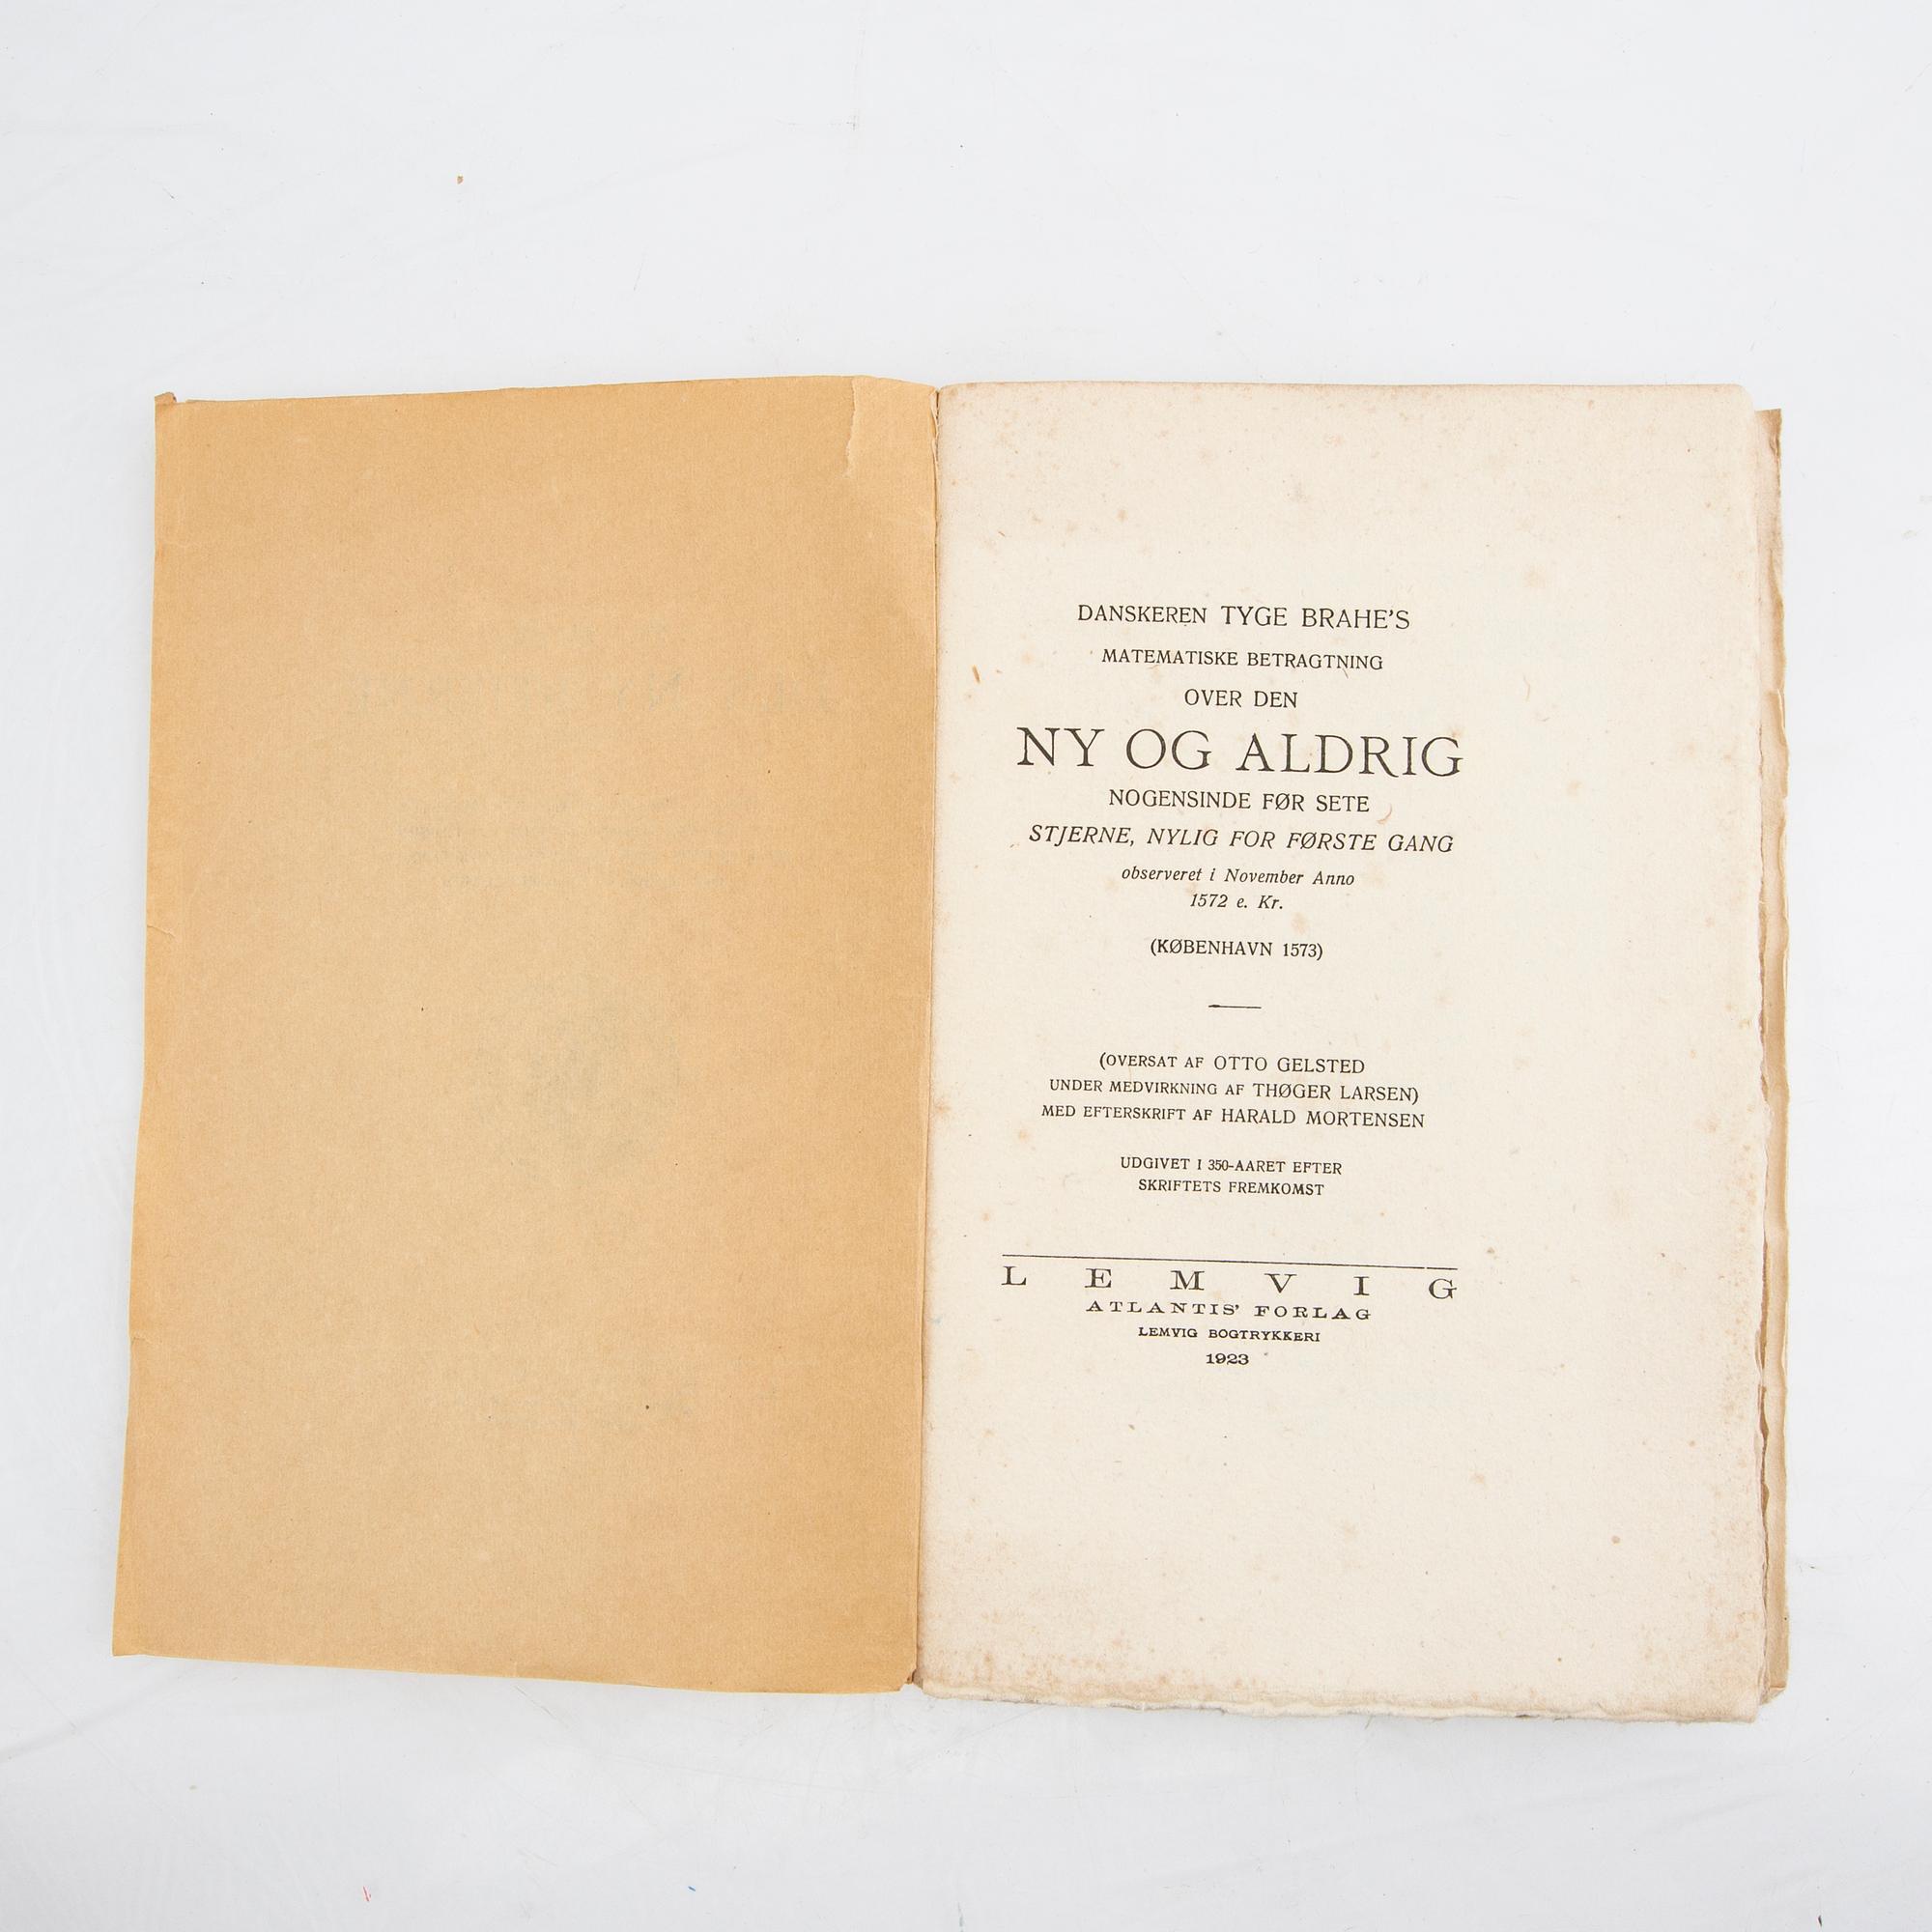 DANSKEREN TYGE BRAHE'S
MATEMATISKE BETRAGTNING
OVER DEN
NY OG ALDRIG
NOGENSINDE FØR SETE
STJERNE, NYLIG FOR FØRSTE GANG
observeret i November Anno
1572 e. Kr.
(KØBENHAVN 1573)
(OVERSAT AF OTTO GELSTED
UNDER MEDVIRKNING AF THØGER LARSEN)
MED EFTERSKRIFT AF HARALD MORTENSEN
UDGIVET I 350-AARET EFTER
SKRIFTETS FREMKOMST
LEMVIG
ATLANTIS' FORLAG
LEMVIG BOGTRYKKERI
1923